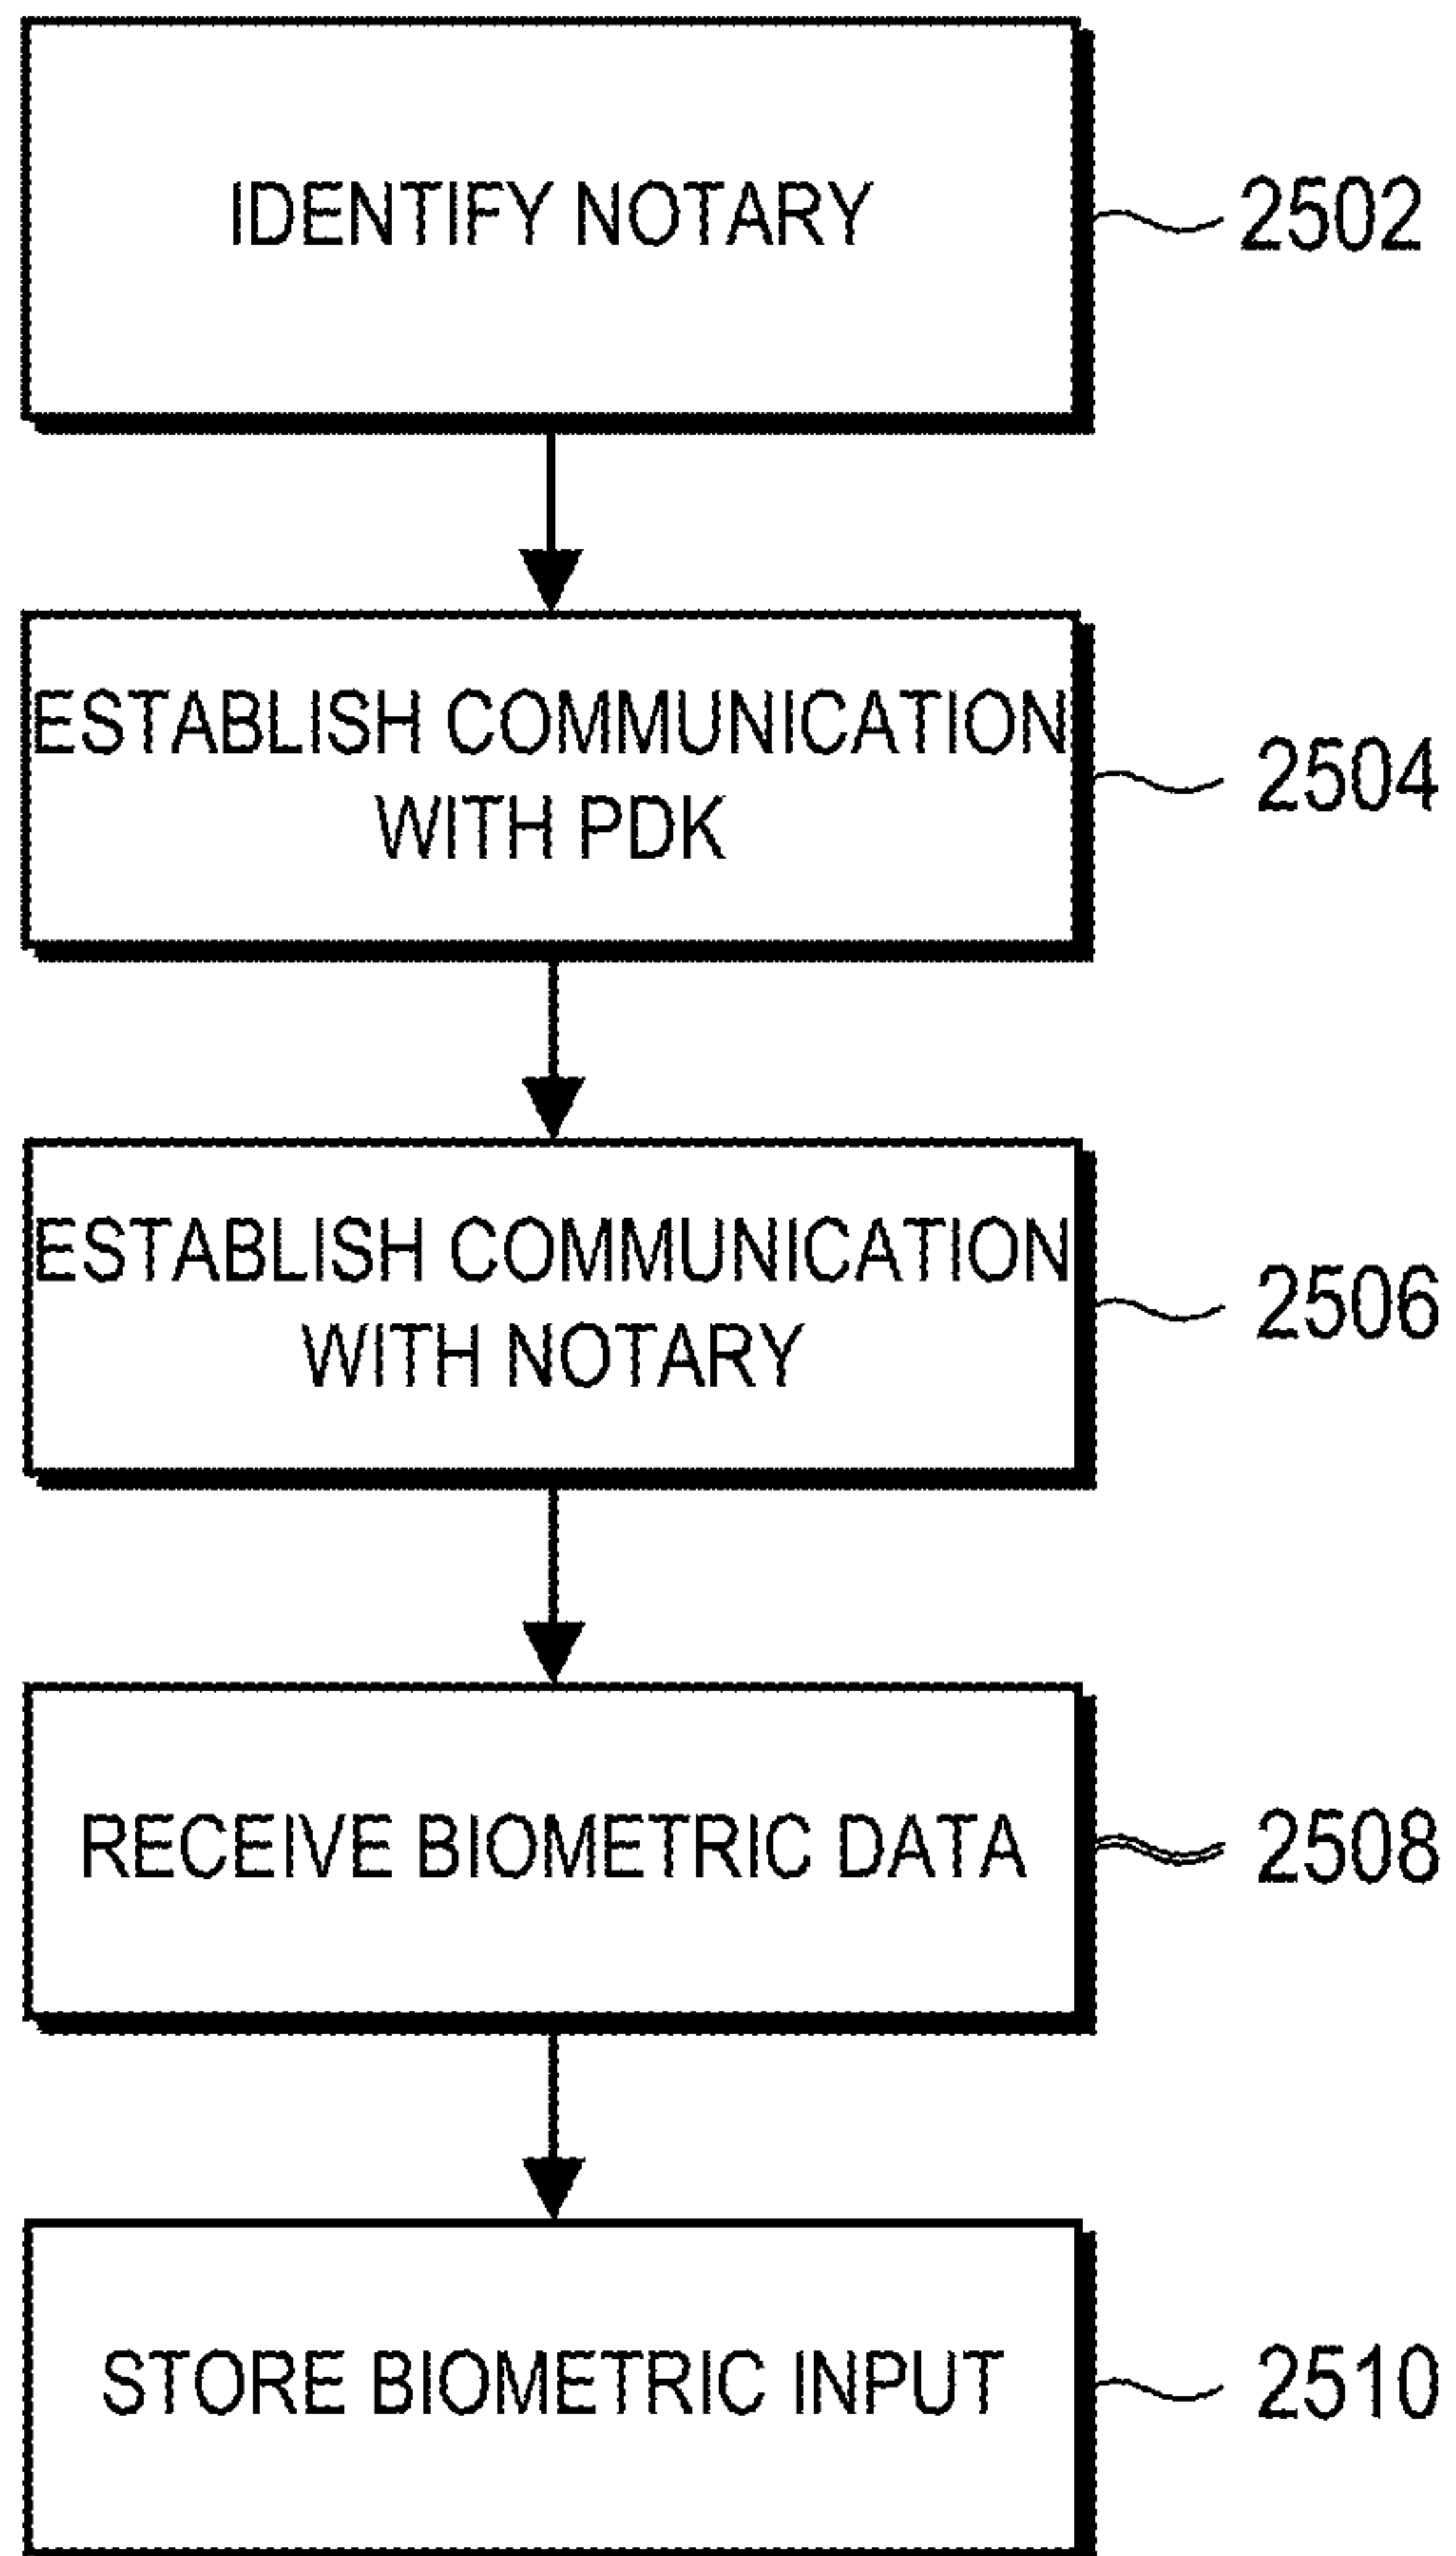 IDENTIFY NOTARY
2502
ESTABLISH COMMUNICATION
WITH PDK
2504
ESTABLISH COMMUNICATION
WITH NOTARY
2506
RECEIVE BIOMETRIC DATA
2508
STORE BIOMETRIC INPUT
2510